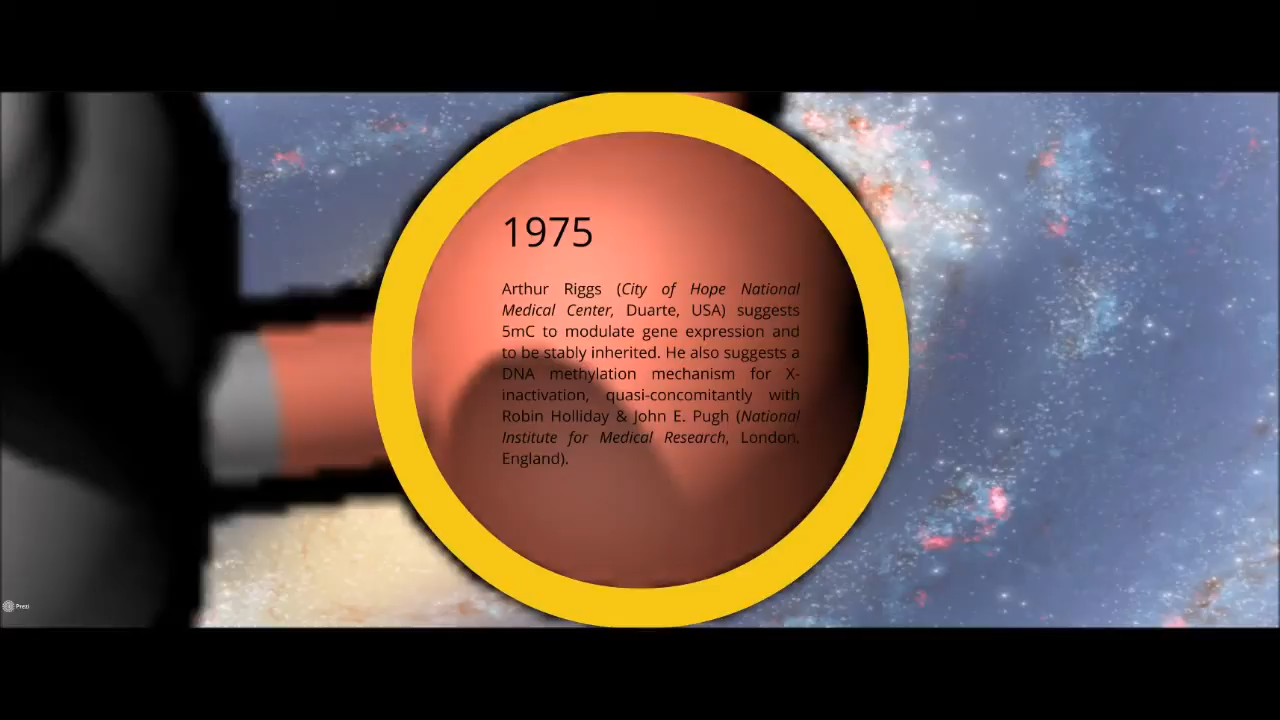 1975
Arthur Riggs (City of Hope National
Medical Center, Duarte, USA) suggests
5mC to modulate gene expression and
to be stably inherited. He also suggests a
DNA methylation mechanism for X-
inactivation, quasi-concomitantly with
Robin Holliday & John E. Pugh (National
Institute for Medical Research, London,
England).
Prezi